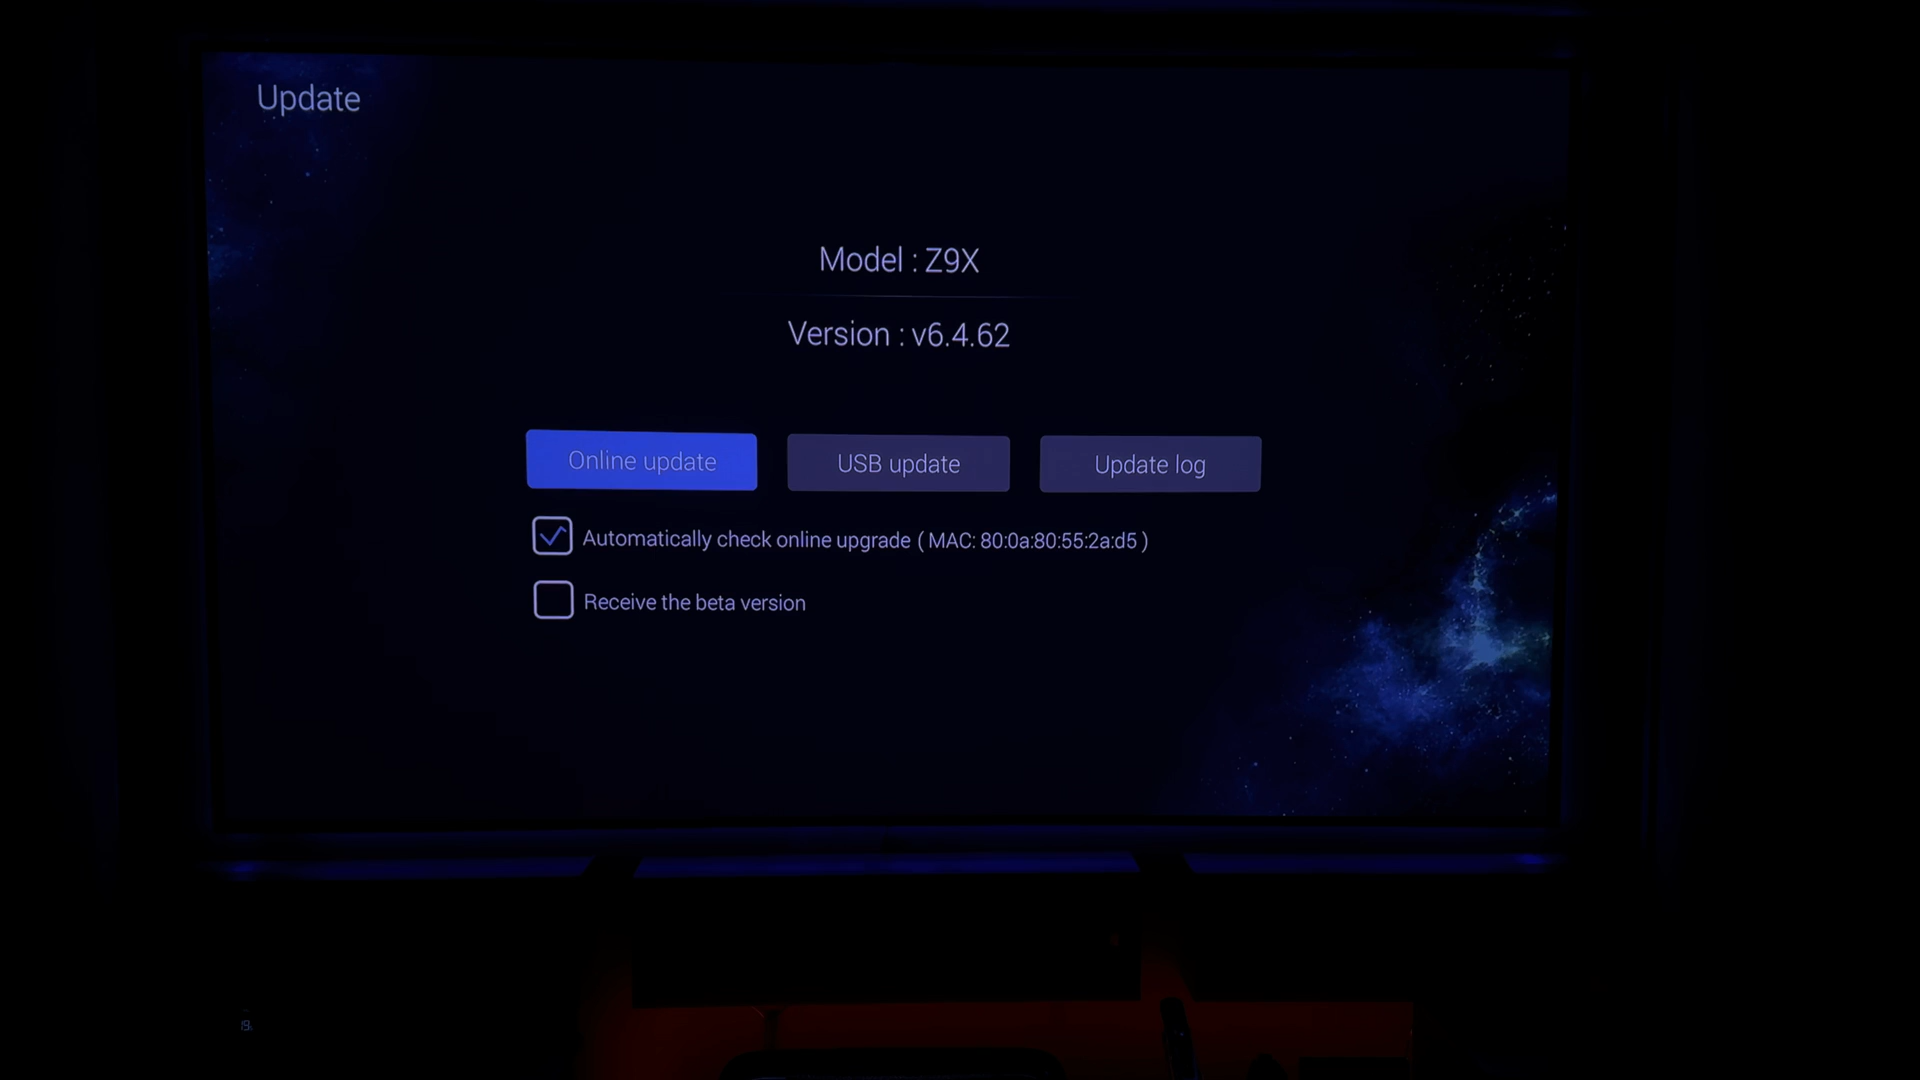 Update
Model : Z9X
Version : v6.4.62
Online update
USB update
Update log
Automatically check online upgrade ( MAC: 80:0a:80:55:2a:d5 )
Receive the beta version